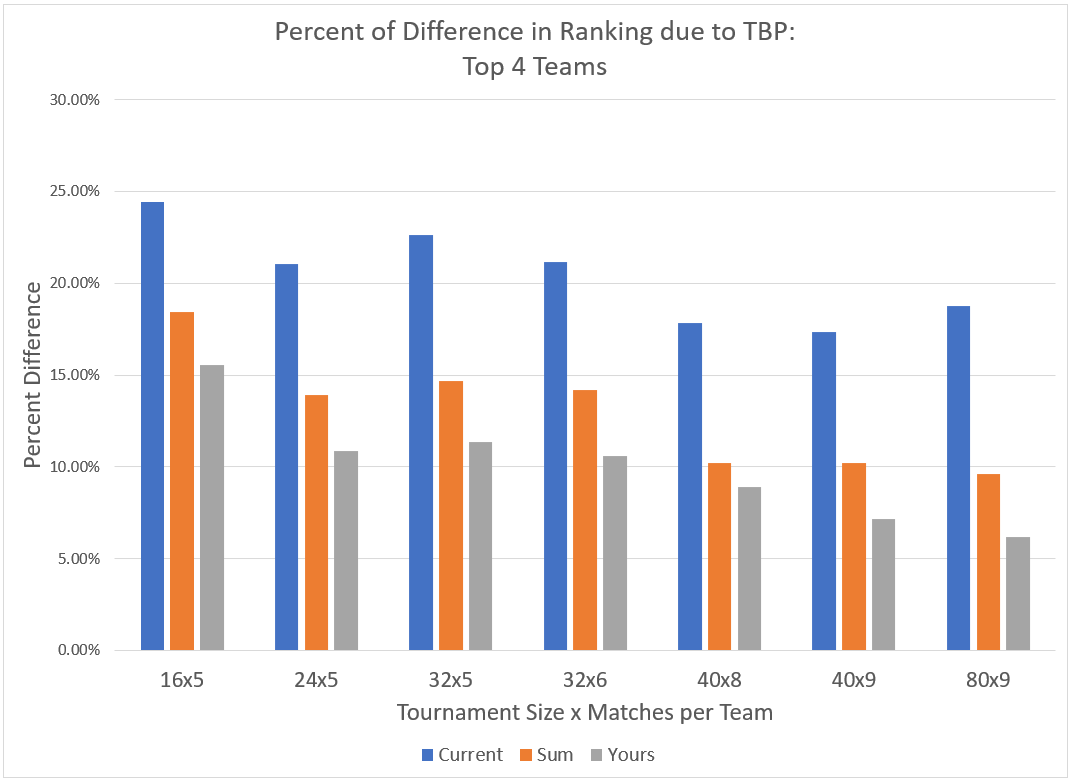 Percent of Difference in Ranking due to TBP:
Top 4 Teams
30.00%
25.00%
20.00%
15.00%
10.00%
5.00%
0.00%
Percent Difference
16x5 24x5 32x5 32x6 40x8 40x9 80x9
Tournament Size x Matches per Team
Current Sum Yours